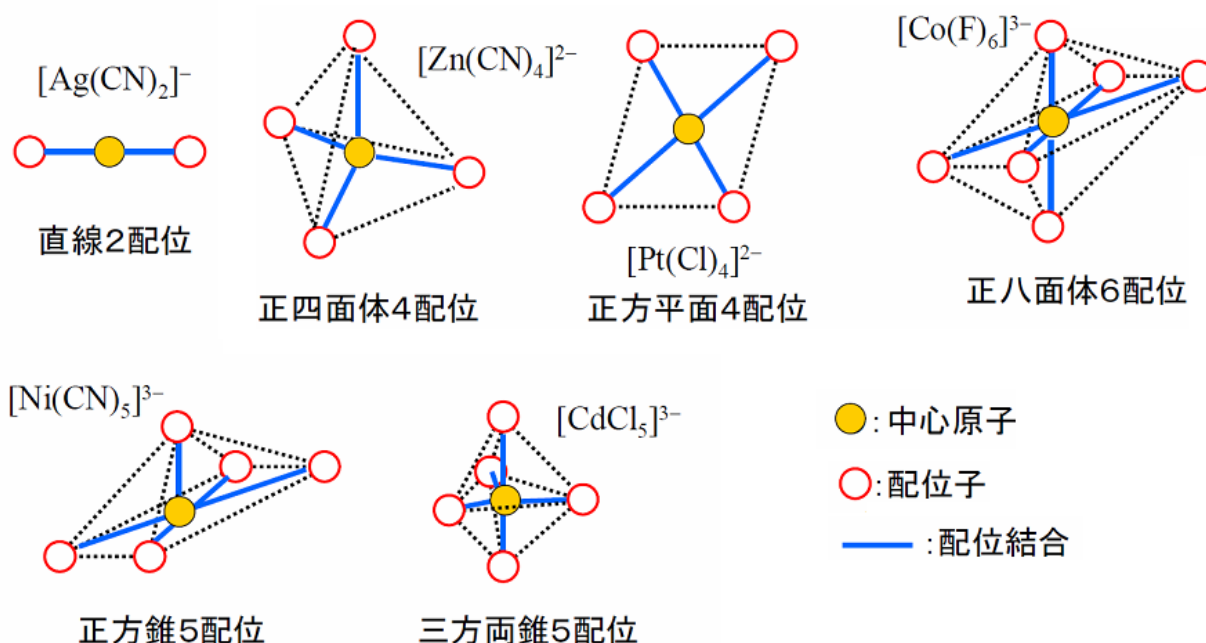 [Ag(CN)₂]⁻
直線２配位
[Zn(CN)₄]²⁻
正四面体４配位
[Pt(Cl)₄]²⁻
正方平面４配位
[Co(F)₆]³⁻
正八面体６配位
[Ni(CN)₅]³⁻
正方錐５配位
[CdCl₅]³⁻
三方両錐５配位
：中心原子
：配位子
：配位結合